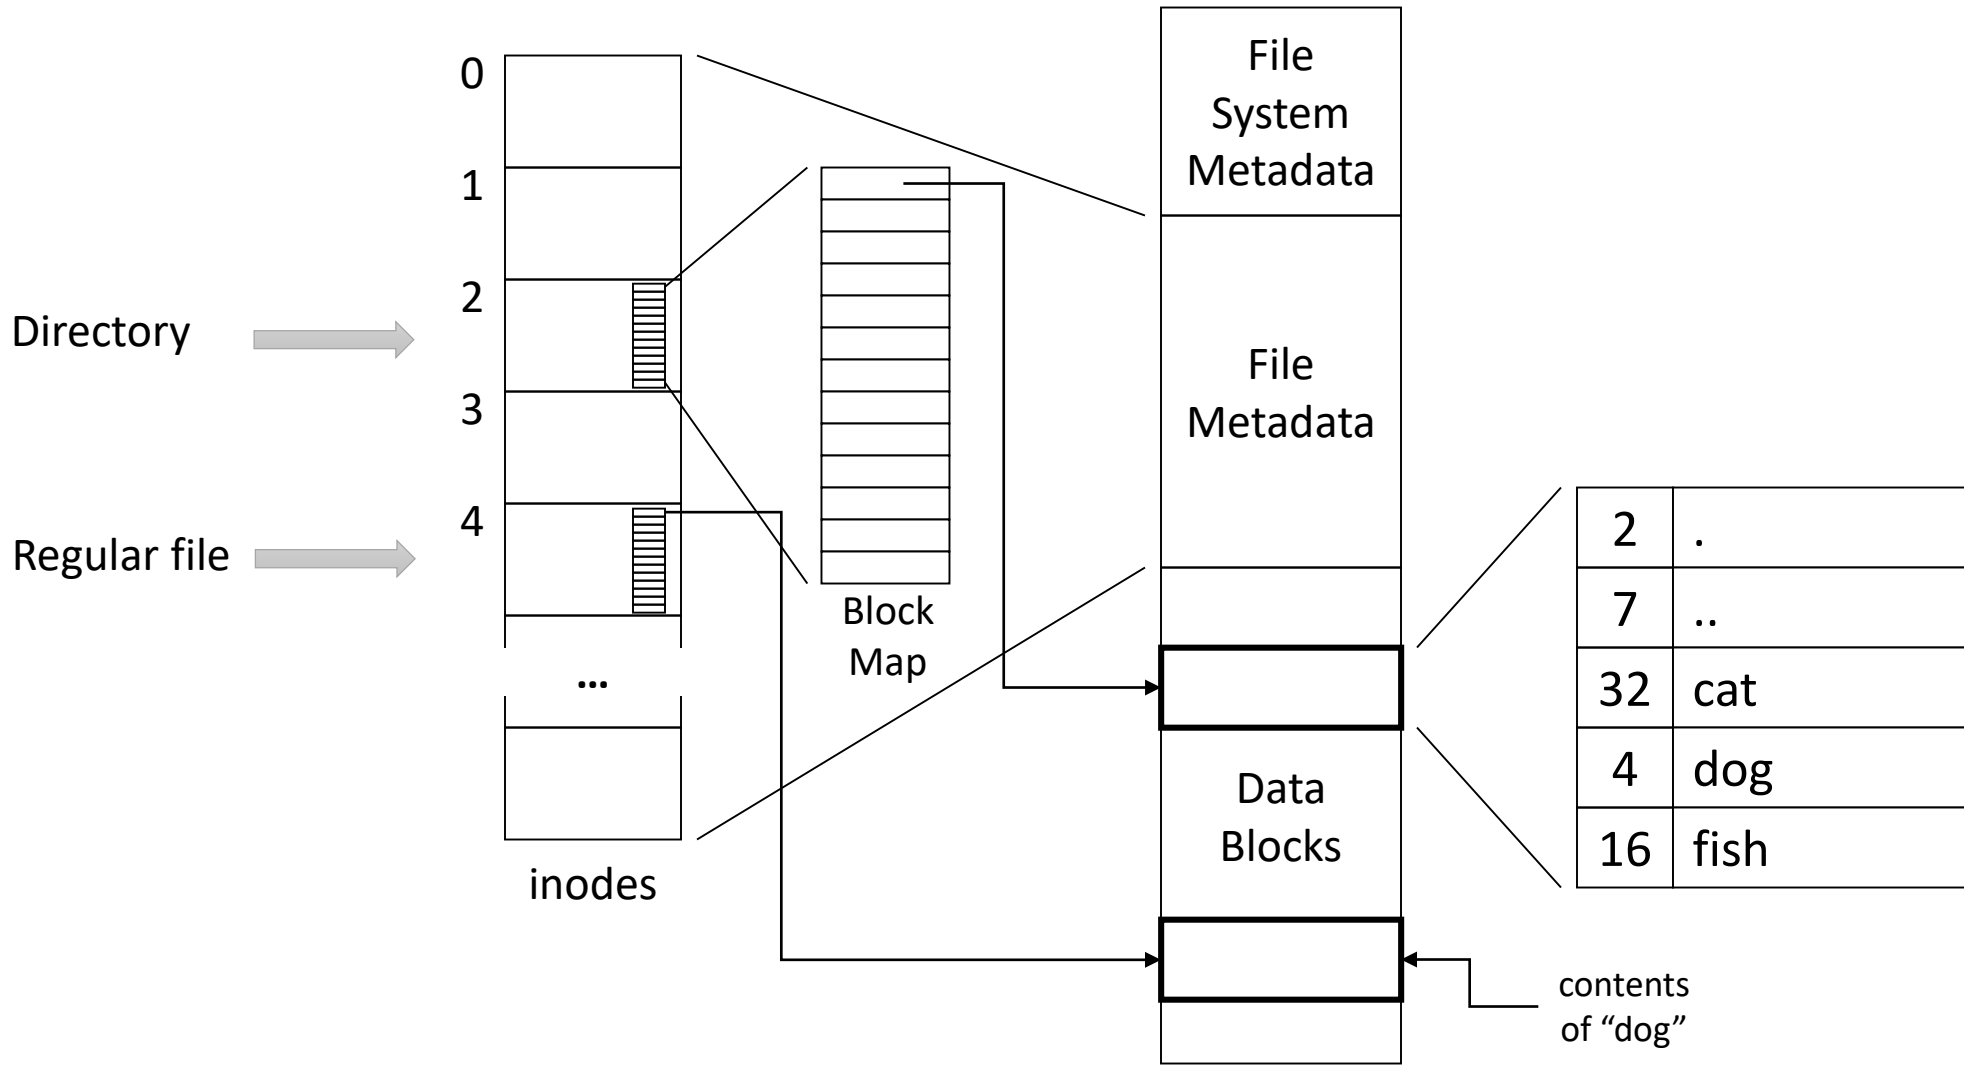 0
1
2
3
4
...
inodes
Directory
Regular file
Block
Map
File
System
Metadata
File
Metadata
Data
Blocks
2 .
7 ..
32 cat
4 dog
16 fish
contents
of “dog”